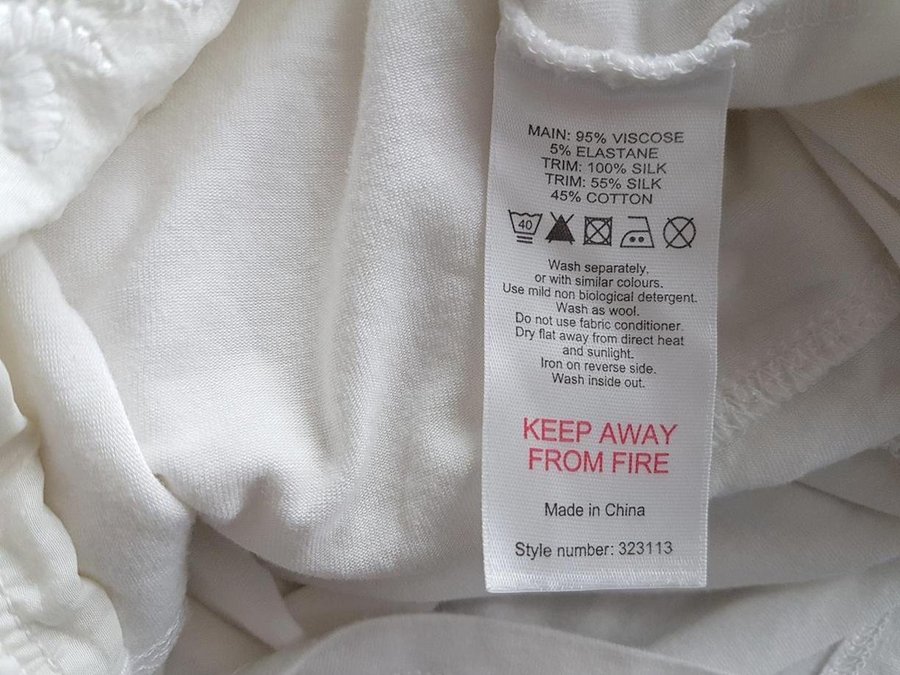 MAIN: 95% VISCOSE
5% ELASTANE
TRIM: 100% SILK
TRIM: 55% SILK
45% COTTON
40
Wash separately,
or with similar colours.
Use mild non biological detergent.
Wash as wool.
Do not use fabric conditioner.
Dry flat away from direct heat
and sunlight.
Iron on reverse side.
Wash inside out.
KEEP AWAY
FROM FIRE
Made in China
Style number: 323113